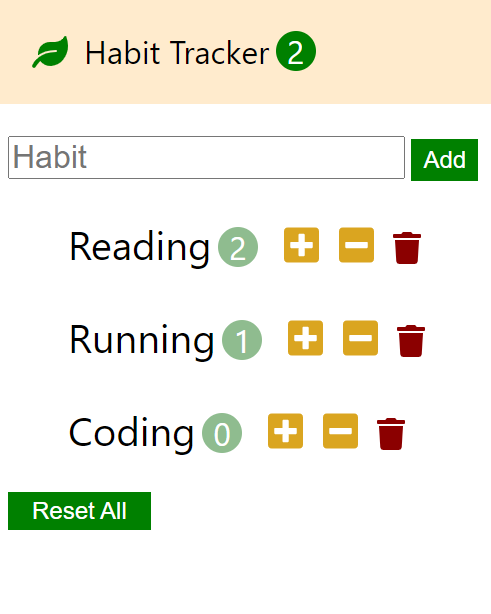 Habit Tracker 2
Habit Add
Reading 2
Running 1
Coding 0
Reset All